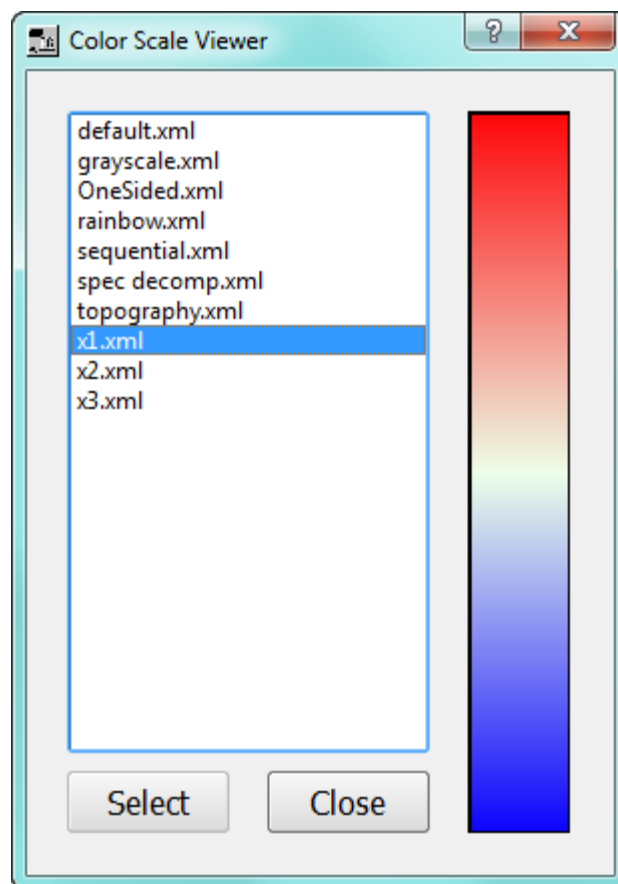 Color Scale Viewer
?
default.xml
grayscale.xml
OneSided.xml
rainbow.xml
sequential.xml
spec decomp.xml
topography.xml
x1.xml
x2.xml
x3.xml
Select Close